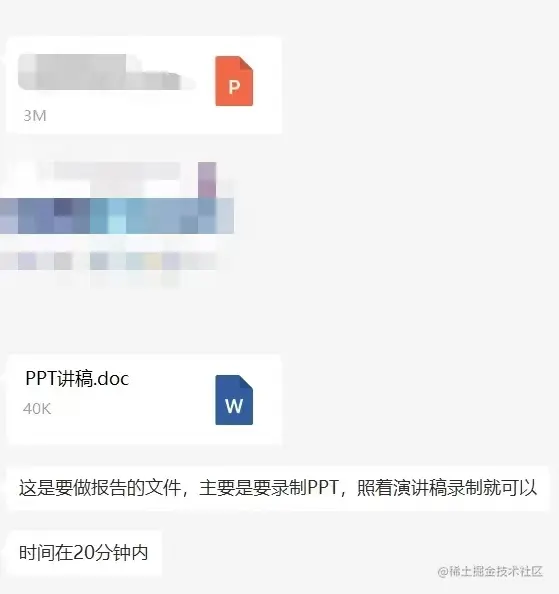 P
3M
PPT讲稿.doc
40K
W
这是要做报告的文件，主要是要录制PPT，照着演讲稿录制就可以
时间在20分钟内
@稀土掘金技术社区